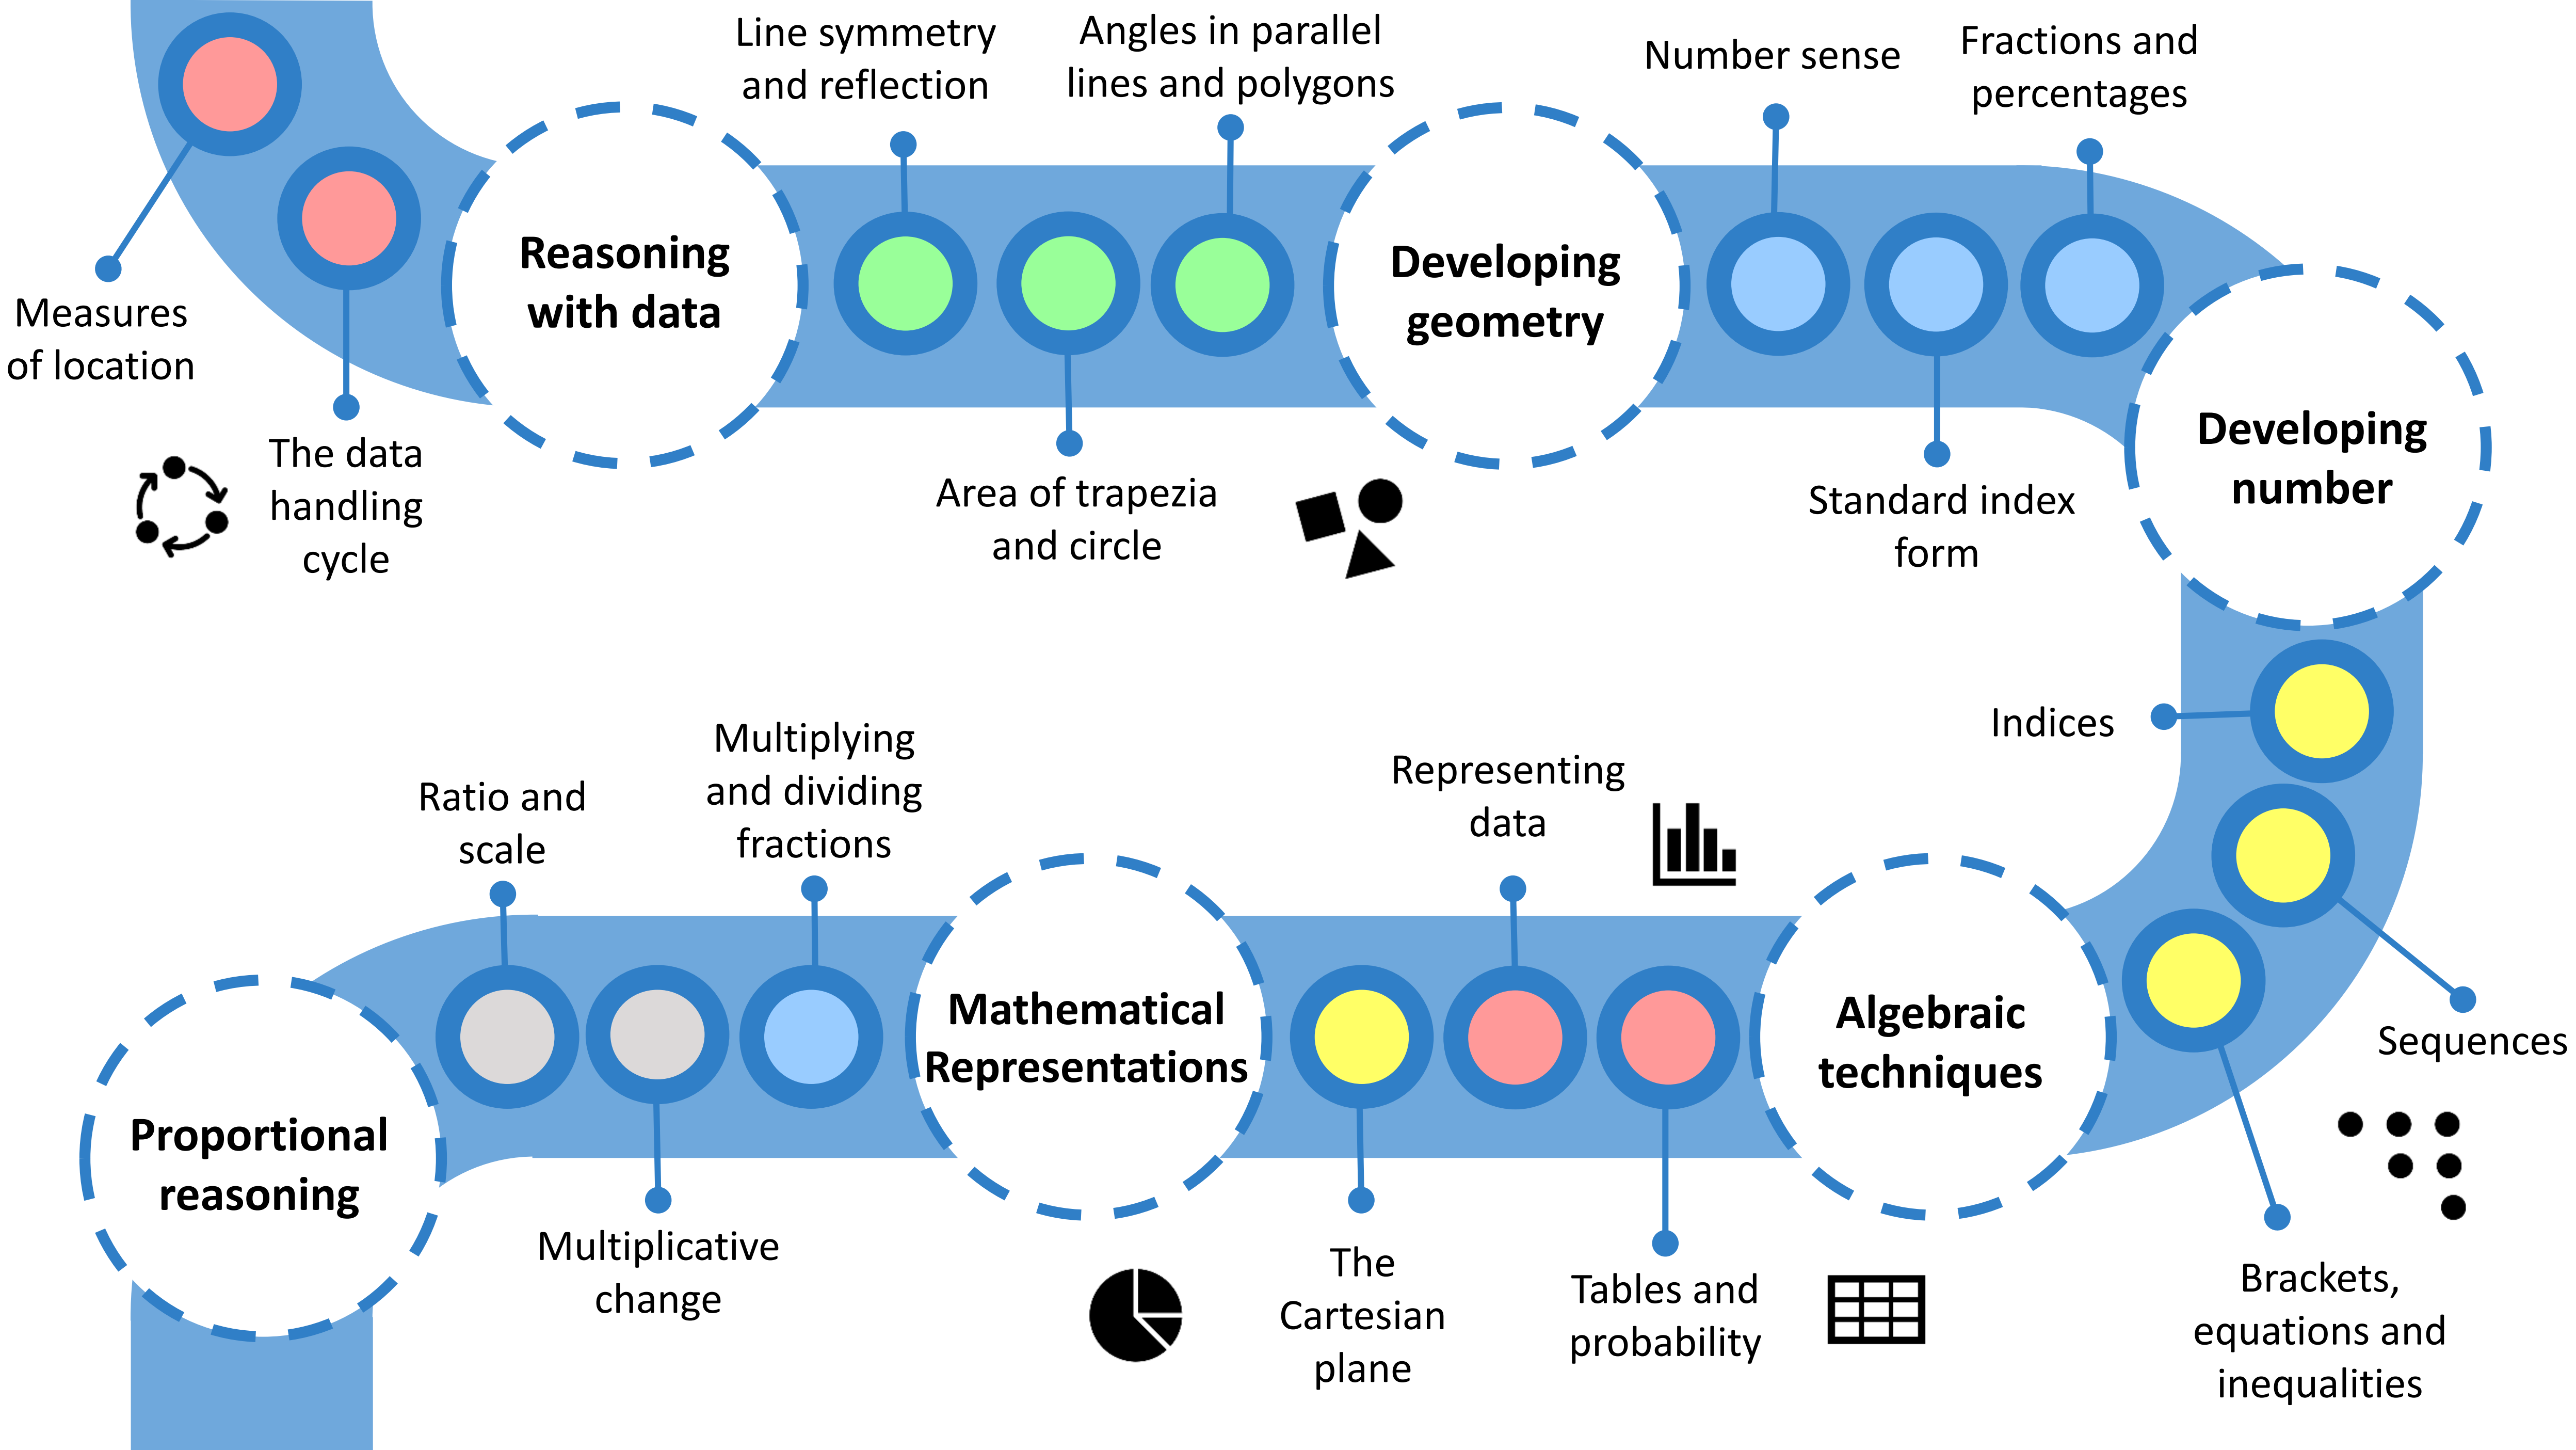 Line symmetry
and reflection
Angles in parallel
lines and polygons
Number sense
Fractions and
percentages
Measures
of location
The data
handling
cycle
Reasoning
with data
Area of trapezia
and circle
Developing
geometry
Standard index
form
Developing
number
Indices
Sequences
Brackets,
equations and
inequalities
Ratio and
scale
Multiplying
and dividing
fractions
Representing
data
Proportional
reasoning
Multiplicative
change
Mathematical
Representations
The
Cartesian
plane
Tables and
probability
Algebraic
techniques